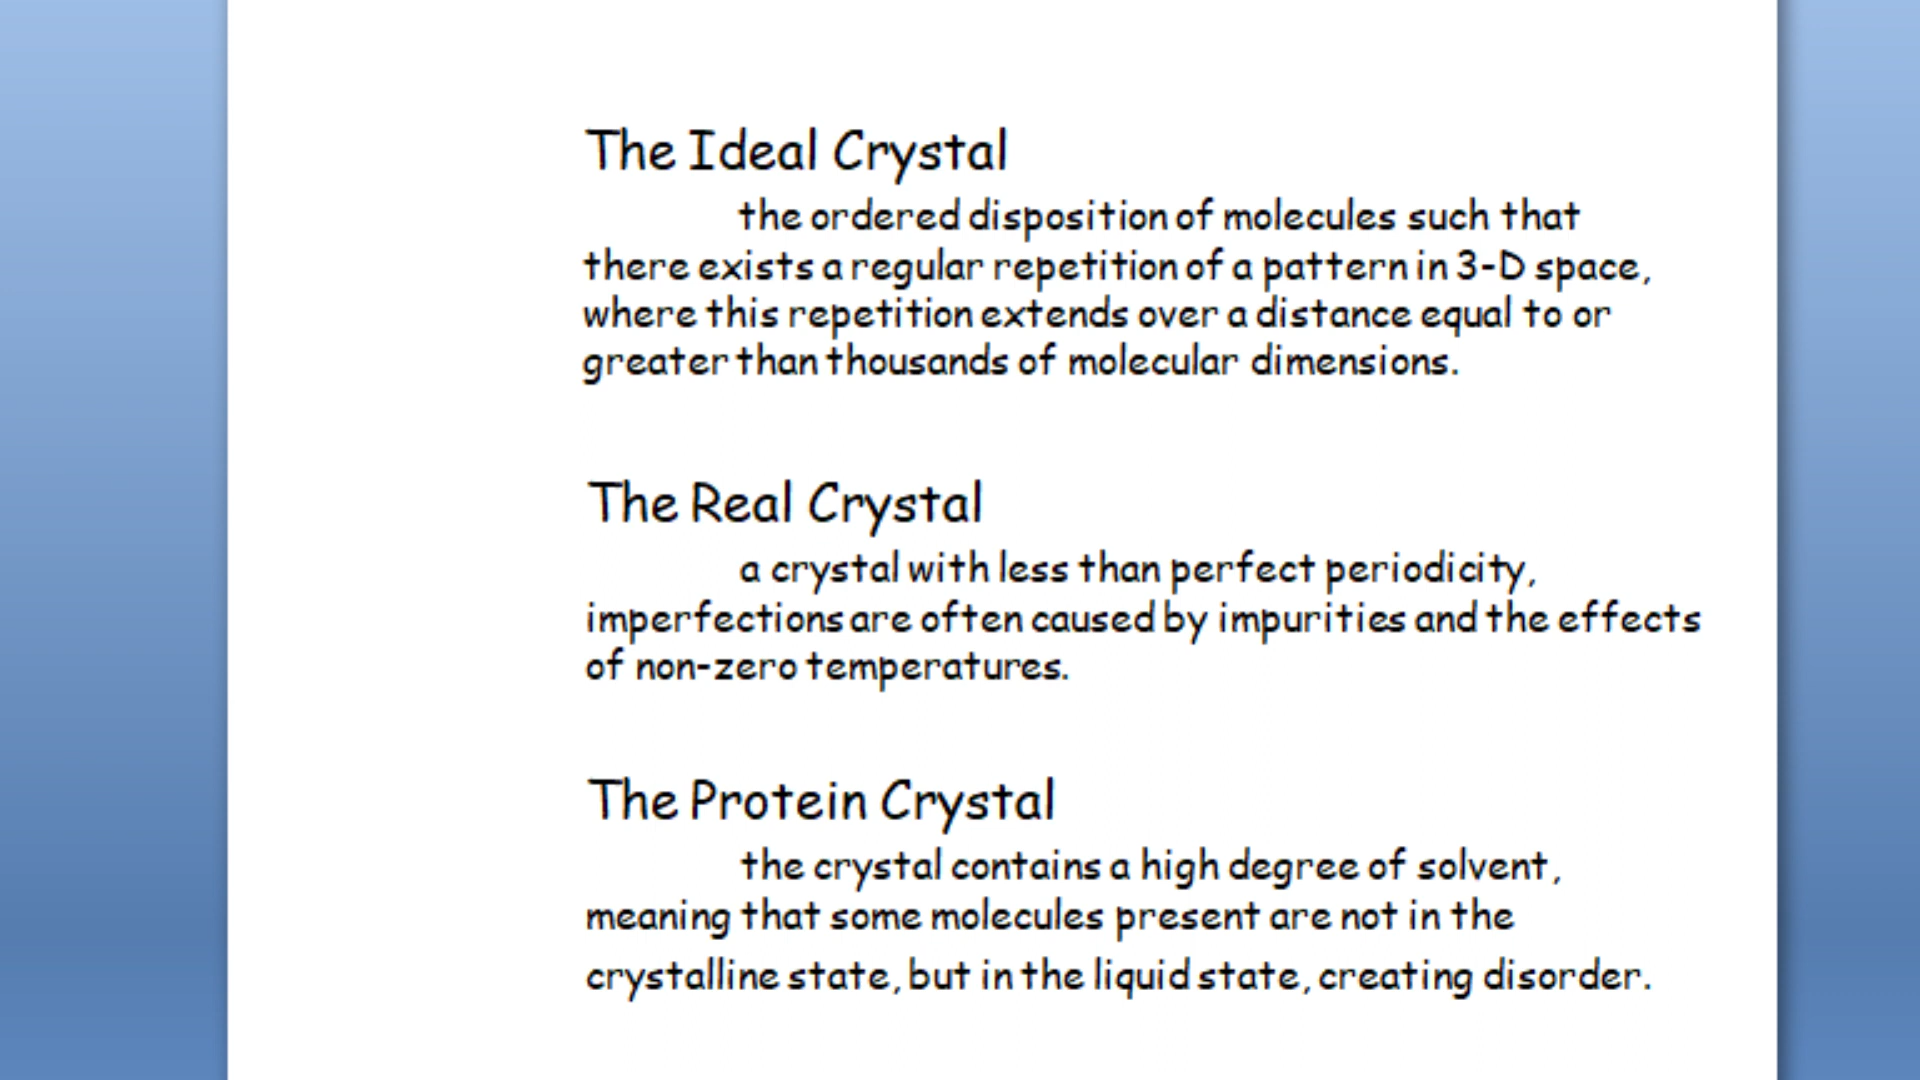 The Ideal Crystal
the ordered disposition of molecules such that
there exists a regular repetition of a pattern in 3-D space,
where this repetition extends over a distance equal to or
greater than thousands of molecular dimensions.
The Real Crystal
a crystal with less than perfect periodicity,
imperfections are often caused by impurities and the effects
of non-zero temperatures.
The Protein Crystal
the crystal contains a high degree of solvent,
meaning that some molecules present are not in the
crystalline state, but in the liquid state, creating disorder.